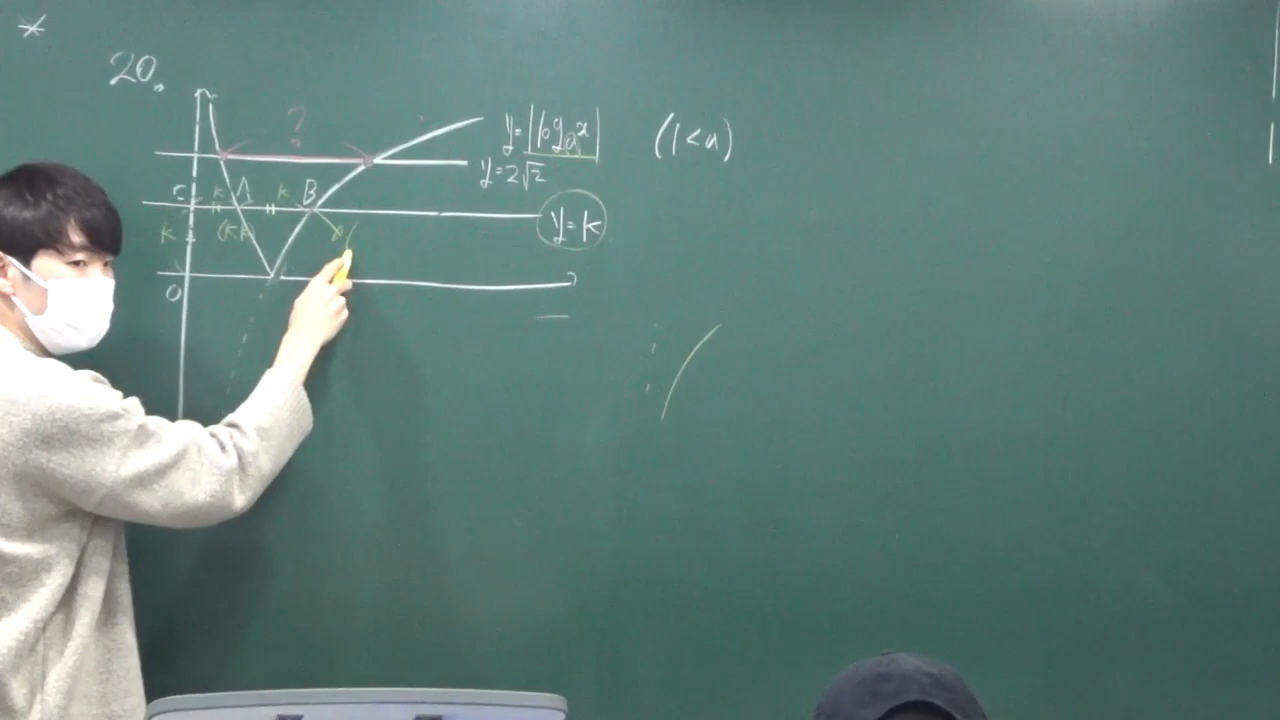 20.
?
y=|log_a x| (1<a)
y=2√2
C k A k B
y=k
k (k,k)
O